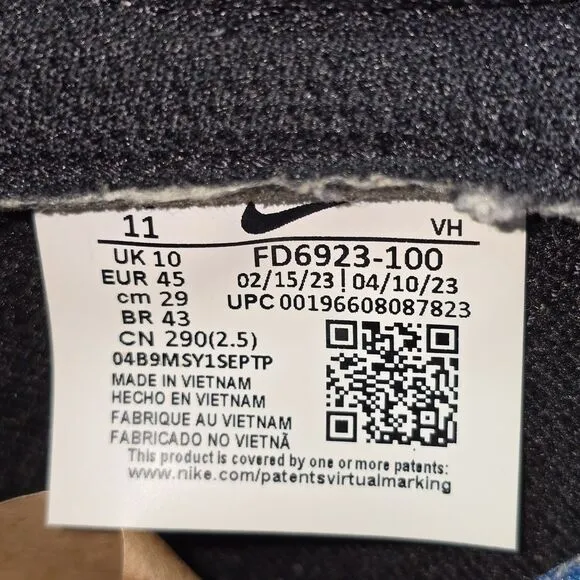 11 VH
UK 10 FD6923-100
EUR 45 02/15/23 | 04/10/23
cm 29 UPC 00196608087823
BR 43
CN 290(2.5)
04B9MSY1SEPTP
MADE IN VIETNAM
HECHO EN VIETNAM
FABRIQUE AU VIETNAM
FABRICADO NO VIETNÃ
This product is covered by one or more patents:
www.nike.com/patentsvirtualmarking